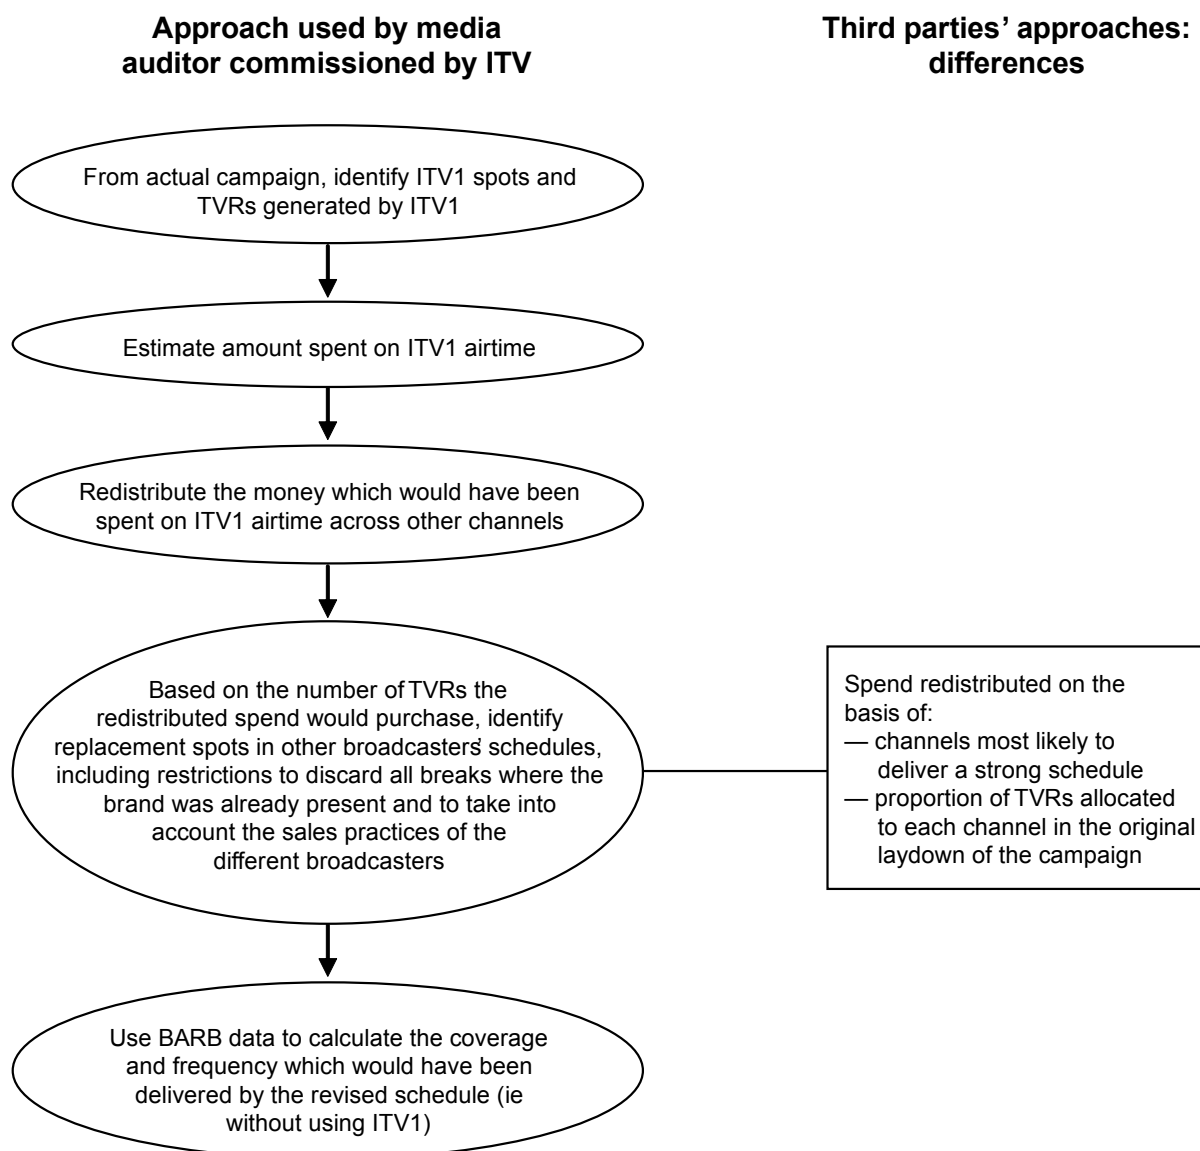 Approach used by media
auditor commissioned by ITV
Third parties’ approaches:
differences
From actual campaign, identify ITV1 spots and
TVRs generated by ITV1
Estimate amount spent on ITV1 airtime
Redistribute the money which would have been
spent on ITV1 airtime across other channels
Based on the number of TVRs the
redistributed spend would purchase, identify
replacement spots in other broadcasters’ schedules,
including restrictions to discard all breaks where the
brand was already present and to take into
account the sales practices of the
different broadcasters
Spend redistributed on the
basis of:
— channels most likely to
deliver a strong schedule
— proportion of TVRs allocated
to each channel in the original
laydown of the campaign
Use BARB data to calculate the coverage
and frequency which would have been
delivered by the revised schedule (ie
without using ITV1)